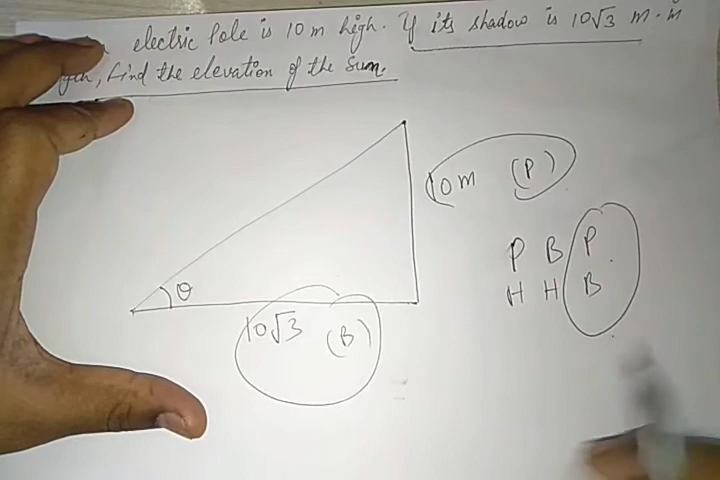 electric Pole is 10 m high. If its shadow is 10√3 m. in
find the elevation of the sun.
10m (P)
P B P
H H B
θ
10√3 (B)